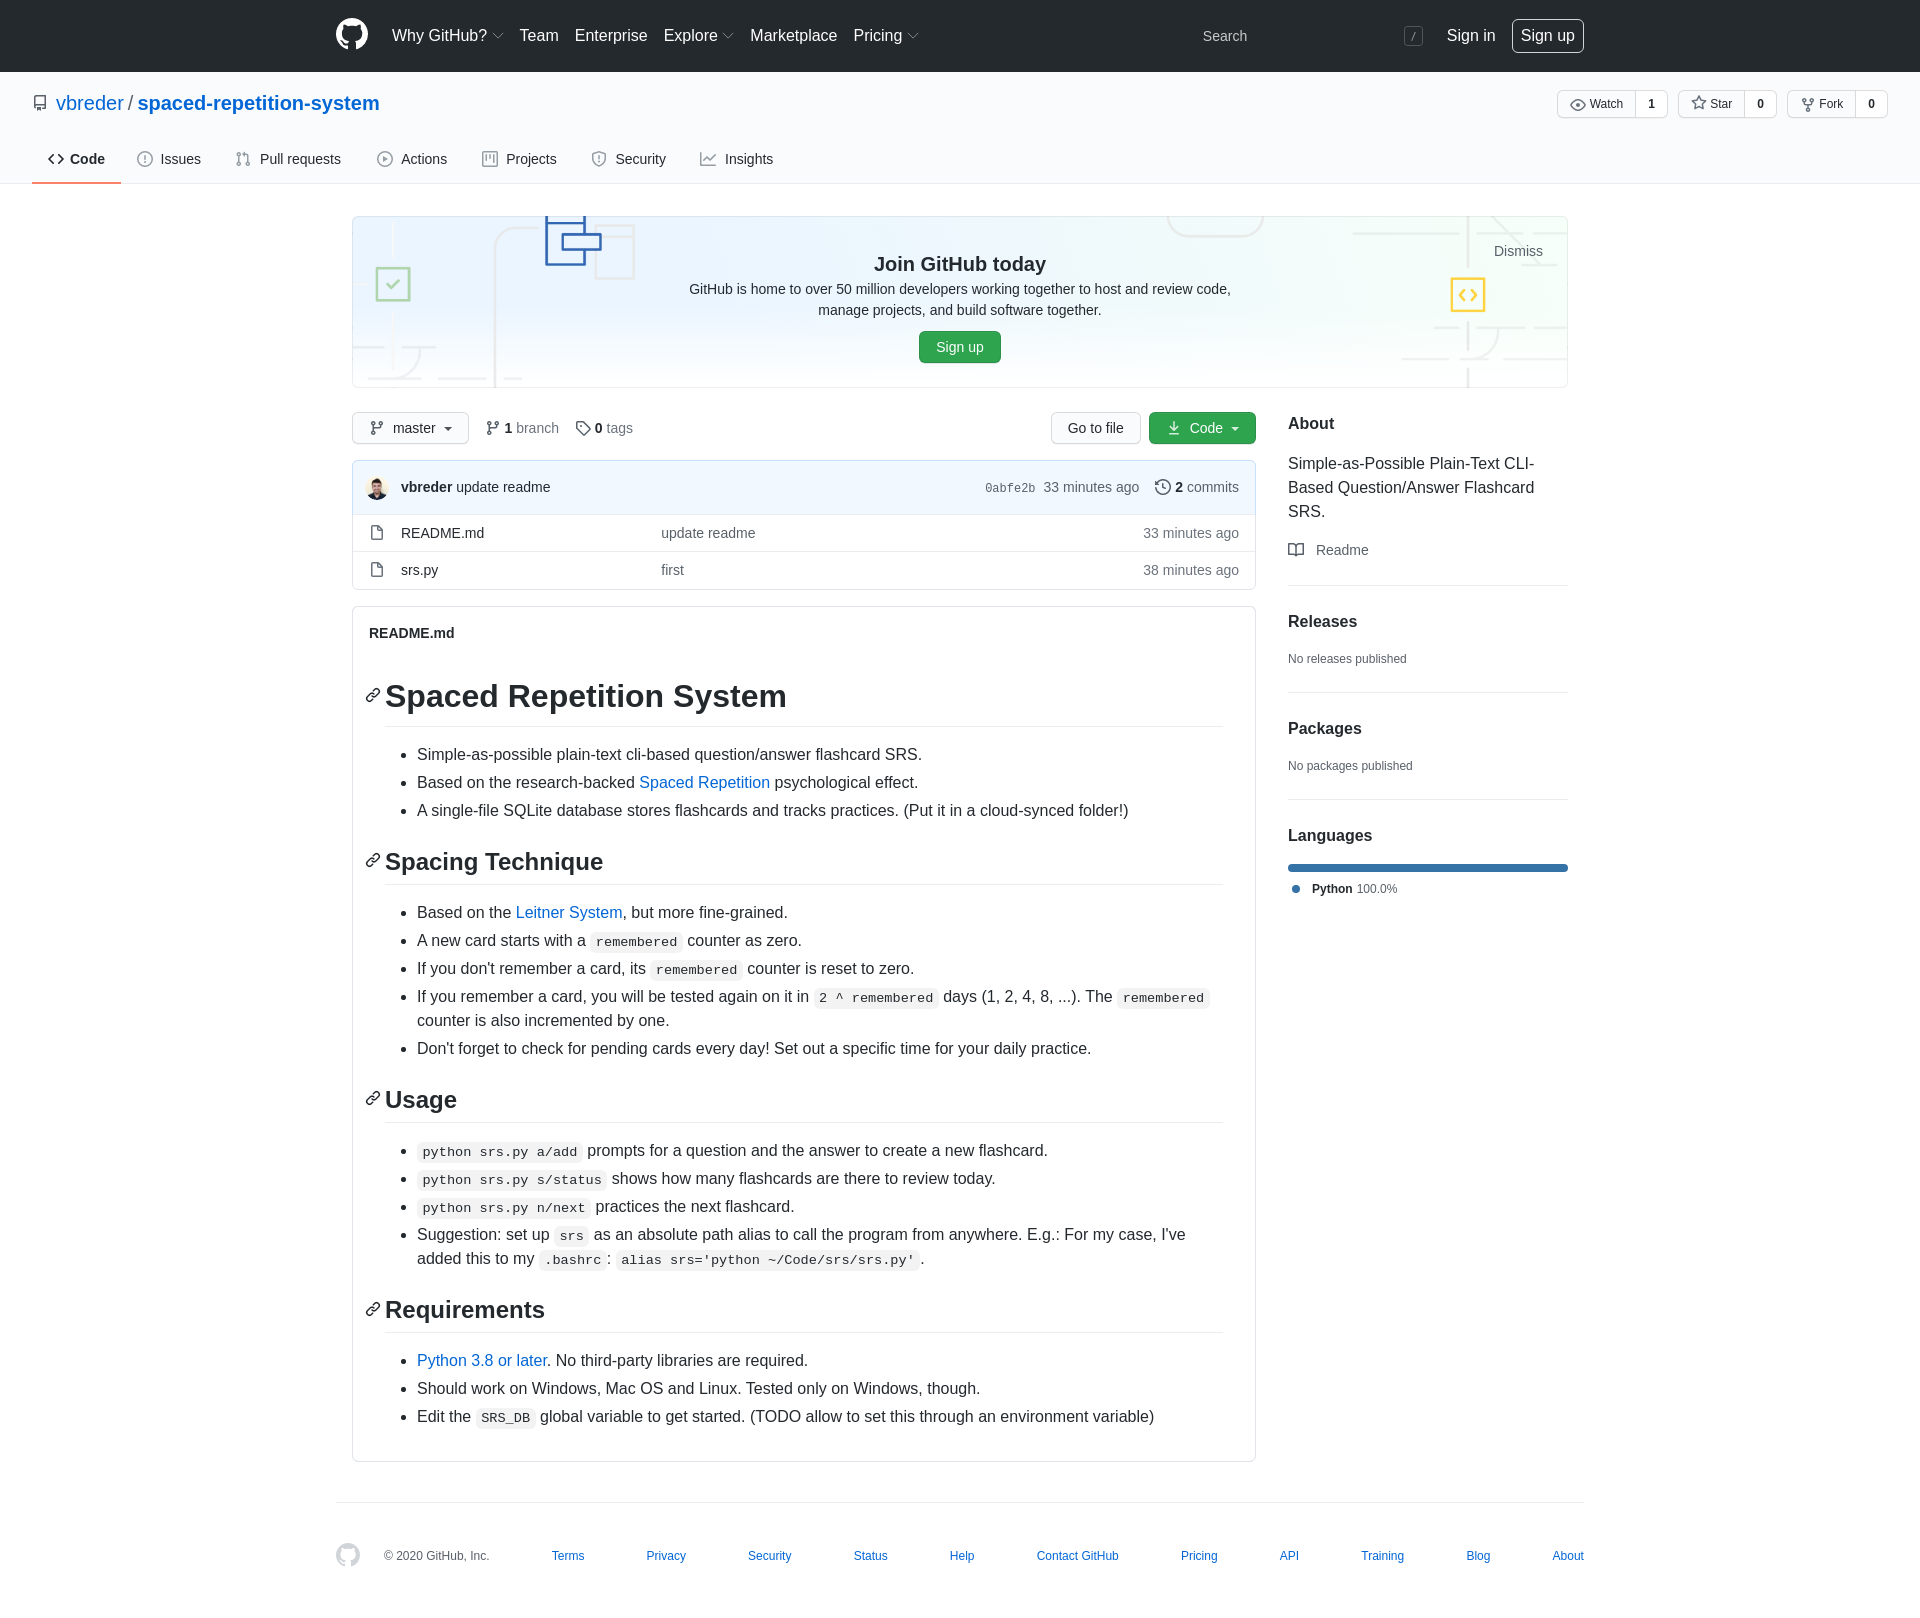 Why GitHub? Team Enterprise Explore Marketplace Pricing Search / Sign in Sign up
vbreder / spaced-repetition-system Watch 1 Star 0 Fork 0
Code Issues Pull requests Actions Projects Security Insights
Dismiss
Join GitHub today
GitHub is home to over 50 million developers working together to host and review code,
manage projects, and build software together.
Sign up
master 1 branch 0 tags Go to file Code
vbreder update readme 0abfe2b 33 minutes ago 2 commits
README.md update readme 33 minutes ago
srs.py first 38 minutes ago
README.md
Spaced Repetition System
• Simple-as-possible plain-text cli-based question/answer flashcard SRS.
• Based on the research-backed Spaced Repetition psychological effect.
• A single-file SQLite database stores flashcards and tracks practices. (Put it in a cloud-synced folder!)
Spacing Technique
• Based on the Leitner System, but more fine-grained.
• A new card starts with a remembered counter as zero.
• If you don't remember a card, its remembered counter is reset to zero.
• If you remember a card, you will be tested again on it in 2 ^ remembered days (1, 2, 4, 8, ...). The remembered
counter is also incremented by one.
• Don't forget to check for pending cards every day! Set out a specific time for your daily practice.
Usage
• python srs.py a/add prompts for a question and the answer to create a new flashcard.
• python srs.py s/status shows how many flashcards are there to review today.
• python srs.py n/next practices the next flashcard.
• Suggestion: set up srs as an absolute path alias to call the program from anywhere. E.g.: For my case, I've
added this to my .bashrc: alias srs='python ~/Code/srs/srs.py'.
Requirements
• Python 3.8 or later. No third-party libraries are required.
• Should work on Windows, Mac OS and Linux. Tested only on Windows, though.
• Edit the SRS_DB global variable to get started. (TODO allow to set this through an environment variable)
About
Simple-as-Possible Plain-Text CLI-
Based Question/Answer Flashcard
SRS.
Readme
Releases
No releases published
Packages
No packages published
Languages
Python 100.0%
© 2020 GitHub, Inc. Terms Privacy Security Status Help Contact GitHub Pricing API Training Blog About